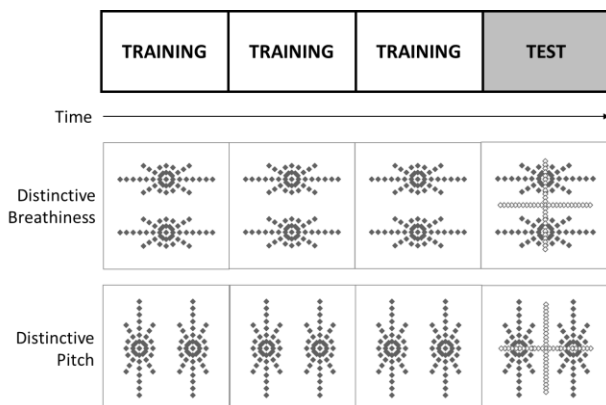 TRAINING TRAINING TRAINING TEST
Time
Distinctive
Breathiness
Distinctive
Pitch